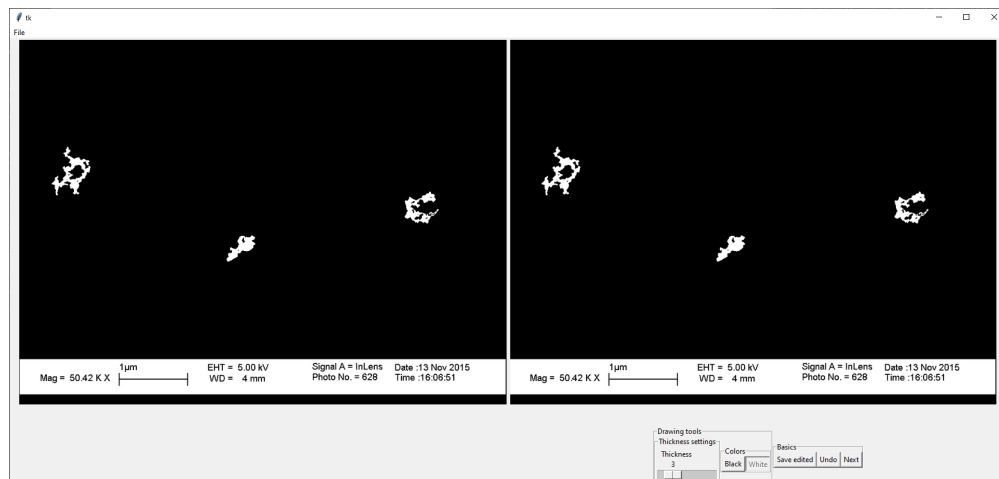 tk
File
1µm
Mag = 50.42 K X
EHT = 5.00 kV
WD = 4 mm
Signal A = InLens
Photo No. = 628
Date :13 Nov 2015
Time :16:06:51
1µm
Mag = 50.42 K X
EHT = 5.00 kV
WD = 4 mm
Signal A = InLens
Photo No. = 628
Date :13 Nov 2015
Time :16:06:51
Drawing tools
Thickness settings
Thickness
3
Colors
Black White
Basics
Save edited Undo Next